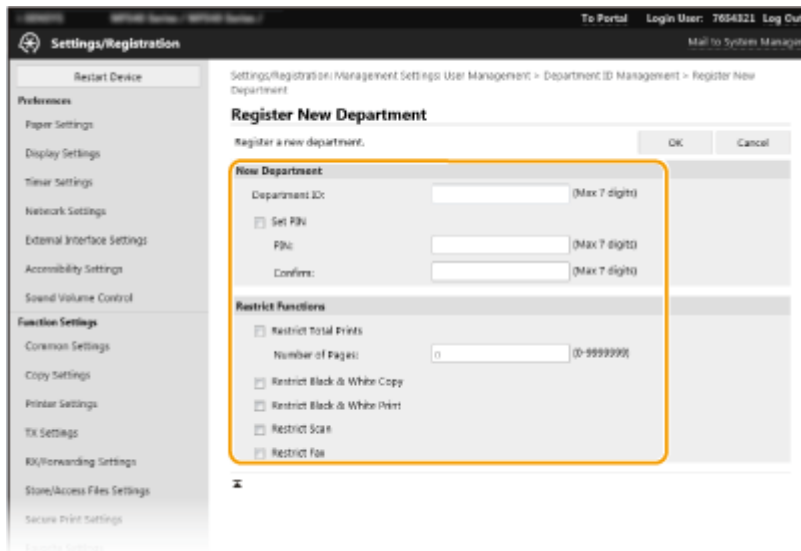 To Portal Login User: 7654321 Log Out
Settings/Registration
Mail to System Manager
Restart Device
Preferences
Paper Settings
Display Settings
Timer Settings
Network Settings
External Interface Settings
Accessibility Settings
Sound Volume Control
Function Settings
Common Settings
Copy Settings
Printer Settings
TX Settings
RX/Forwarding Settings
Store/Access Files Settings
Secure Print Settings
Settings/Registration: Management Settings: User Management > Department ID Management > Register New
Department
Register New Department
Register a new department.
OK Cancel
New Department
Department ID: (Max 7 digits)
Set PIN
PIN: (Max 7 digits)
Confirm: (Max 7 digits)
Restrict Functions
Restrict Total Prints
Number of Pages: 0 (0-9999999)
Restrict Black & White Copy
Restrict Black & White Print
Restrict Scan
Restrict Fax